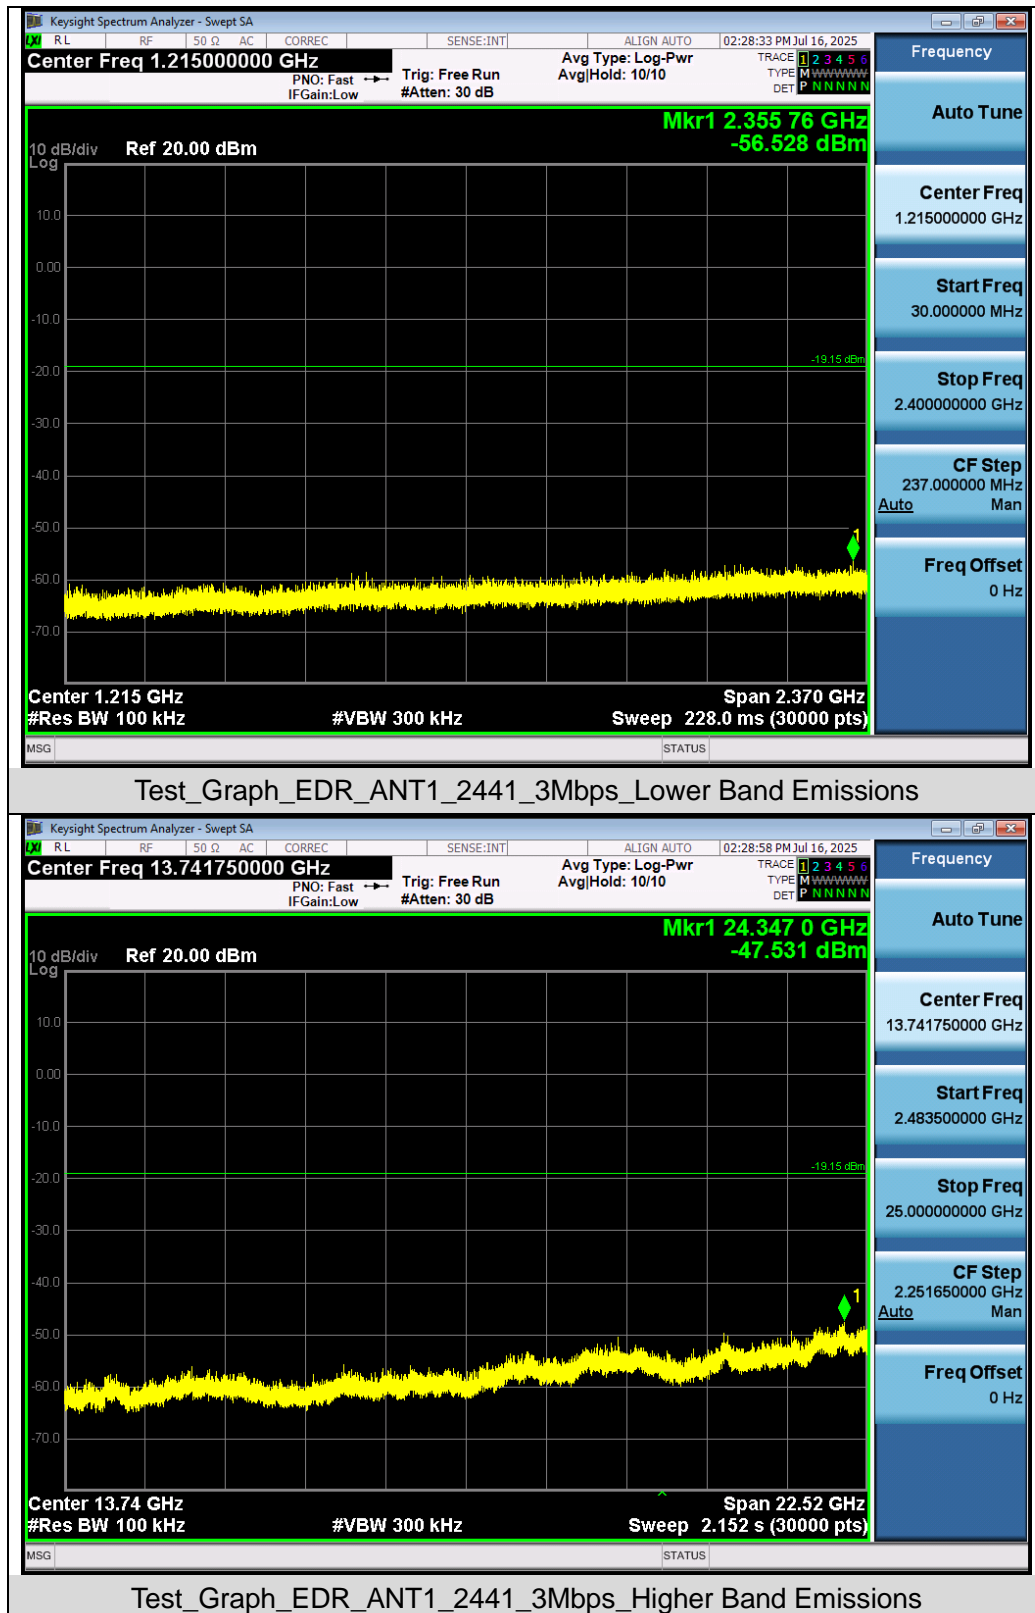 Keysight Spectrum Analyzer - Swept SA
LXI RL RF 50 Ω AC CORREC SENSE:INT ALIGN AUTO 02:28:33 PM Jul 16, 2025
Center Freq 1.215000000 GHz
PNO: Fast
IFGain:Low
Trig: Free Run
#Atten: 30 dB
Avg Type: Log-Pwr
Avg|Hold: 10/10
TRACE 1 2 3 4 5 6
TYPE M WWWWW
DET P N N N N N
Mkr1 2.355 76 GHz
-56.528 dBm
10 dB/div Ref 20.00 dBm
Log
10.0
0.00
-10.0
-19.15 dBm
-20.0
-30.0
-40.0
-50.0
1
-60.0
-70.0
Center 1.215 GHz Span 2.370 GHz
#Res BW 100 kHz #VBW 300 kHz Sweep 228.0 ms (30000 pts)
MSG STATUS
Frequency
Auto Tune
Center Freq
1.215000000 GHz
Start Freq
30.000000 MHz
Stop Freq
2.400000000 GHz
CF Step
237.000000 MHz
Auto Man
Freq Offset
0 Hz
Test_Graph_EDR_ANT1_2441_3Mbps_Lower Band Emissions
Keysight Spectrum Analyzer - Swept SA
LXI RL RF 50 Ω AC CORREC SENSE:INT ALIGN AUTO 02:28:58 PM Jul 16, 2025
Center Freq 13.741750000 GHz
PNO: Fast
IFGain:Low
Trig: Free Run
#Atten: 30 dB
Avg Type: Log-Pwr
Avg|Hold: 10/10
TRACE 1 2 3 4 5 6
TYPE M WWWWW
DET P N N N N N
Mkr1 24.347 0 GHz
-47.531 dBm
10 dB/div Ref 20.00 dBm
Log
10.0
0.00
-10.0
-19.15 dBm
-20.0
-30.0
-40.0
1
-50.0
-60.0
-70.0
Center 13.74 GHz Span 22.52 GHz
#Res BW 100 kHz #VBW 300 kHz Sweep 2.152 s (30000 pts)
MSG STATUS
Frequency
Auto Tune
Center Freq
13.741750000 GHz
Start Freq
2.483500000 GHz
Stop Freq
25.000000000 GHz
CF Step
2.251650000 GHz
Auto Man
Freq Offset
0 Hz
Test_Graph_EDR_ANT1_2441_3Mbps_Higher Band Emissions